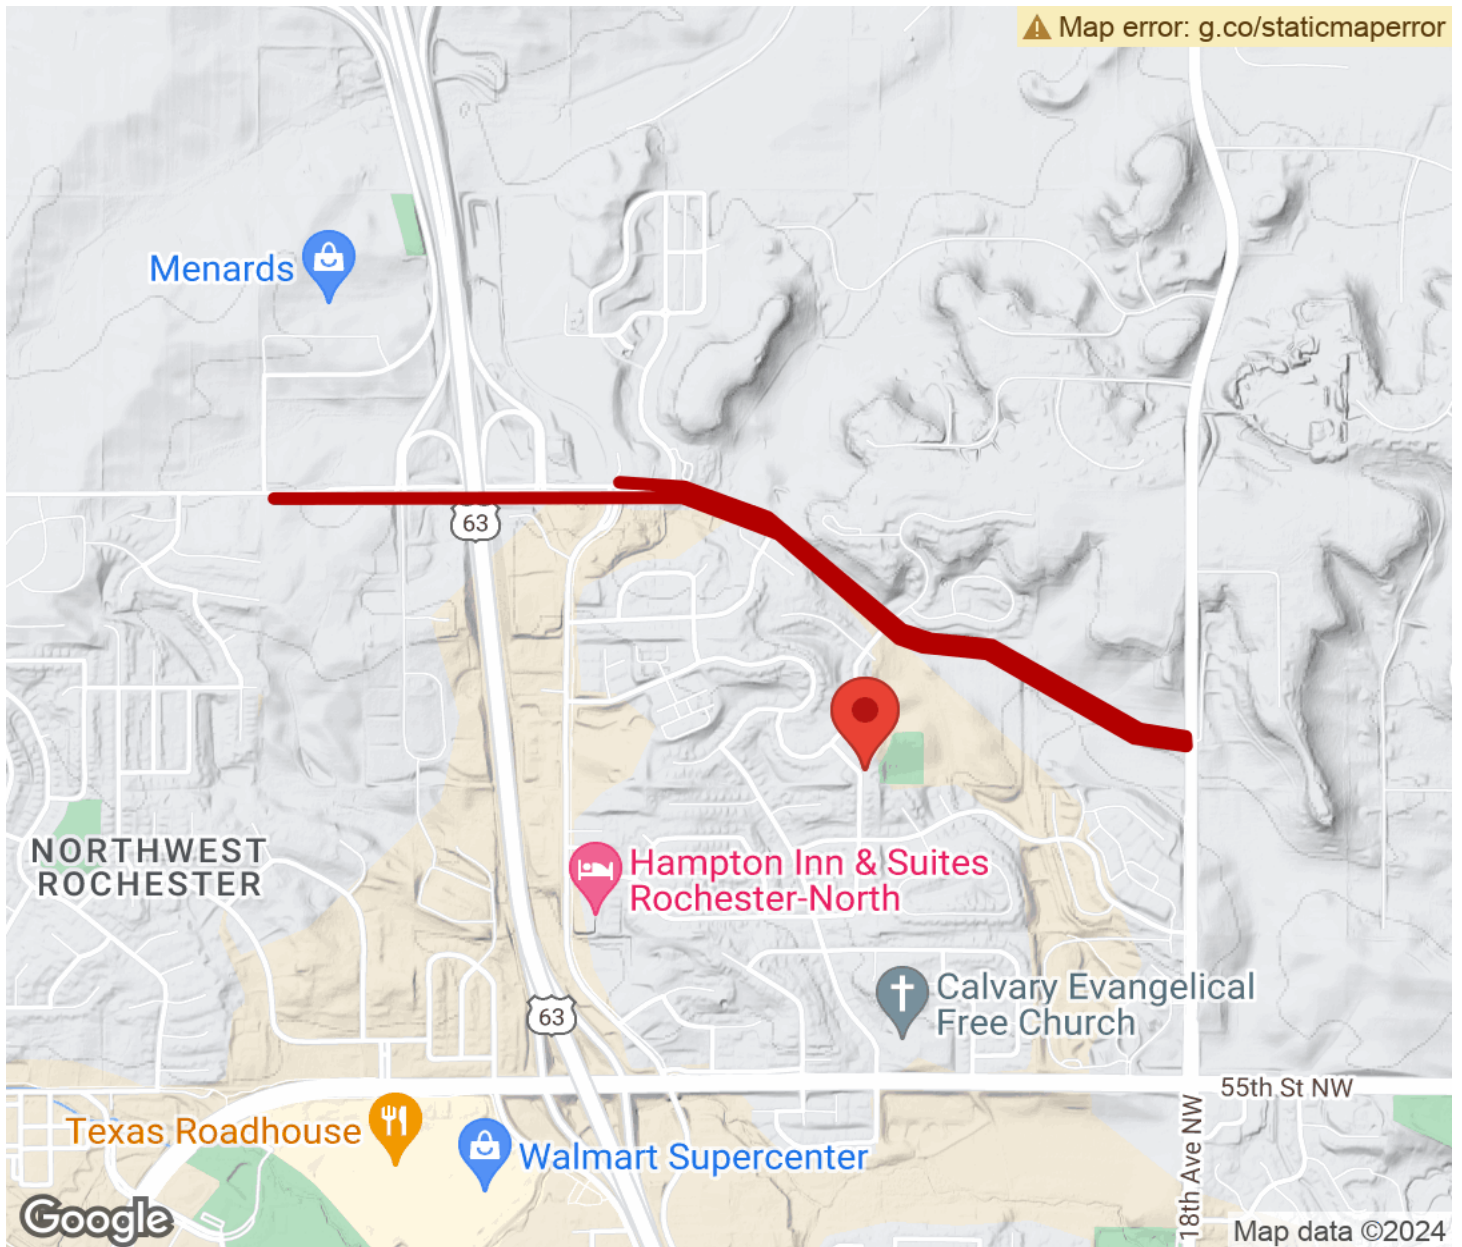 Map error: g.co/staticmaperror
Menards
63
NORTHWEST
ROCHESTER
Hampton Inn & Suites
Rochester-North
Calvary Evangelical
Free Church
63
55th St NW
Texas Roadhouse
Walmart Supercenter
18th Ave NW
Google
Map data ©2024